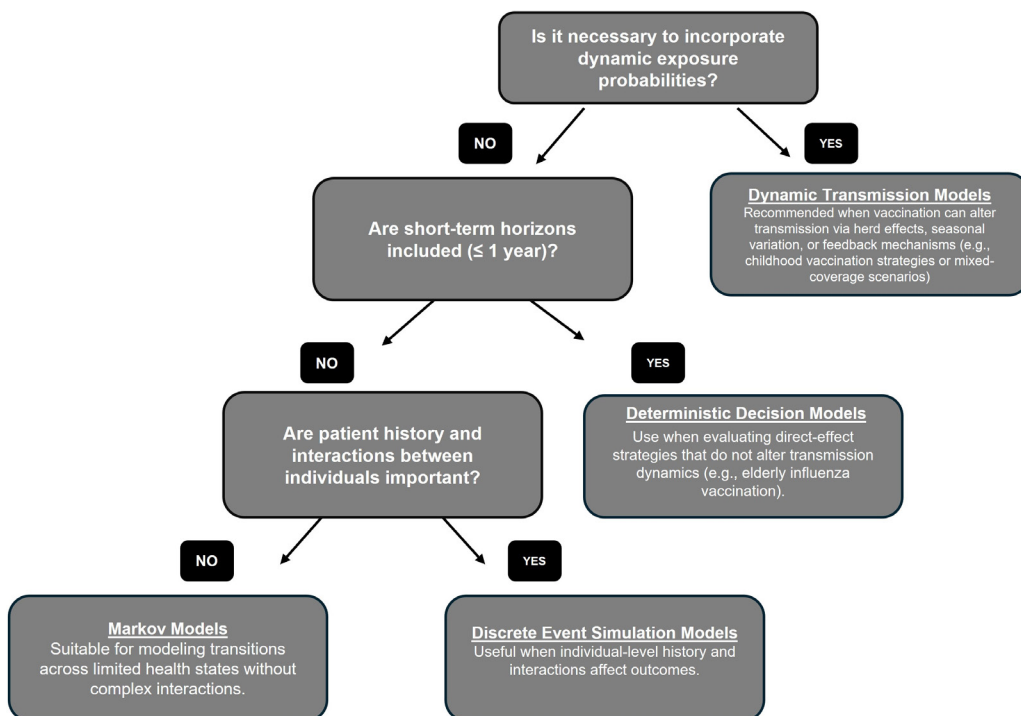 Is it necessary to incorporate
dynamic exposure
probabilities?
NO
YES
Are short-term horizons
included (≤ 1 year)?
Dynamic Transmission Models
Recommended when vaccination can alter
transmission via herd effects, seasonal
variation, or feedback mechanisms (e.g.,
childhood vaccination strategies or mixed-
coverage scenarios)
NO
YES
Are patient history and
interactions between
individuals important?
Deterministic Decision Models
Use when evaluating direct-effect
strategies that do not alter transmission
dynamics (e.g., elderly influenza
vaccination).
NO
YES
Markov Models
Suitable for modeling transitions
across limited health states without
complex interactions.
Discrete Event Simulation Models
Useful when individual-level history and
interactions affect outcomes.